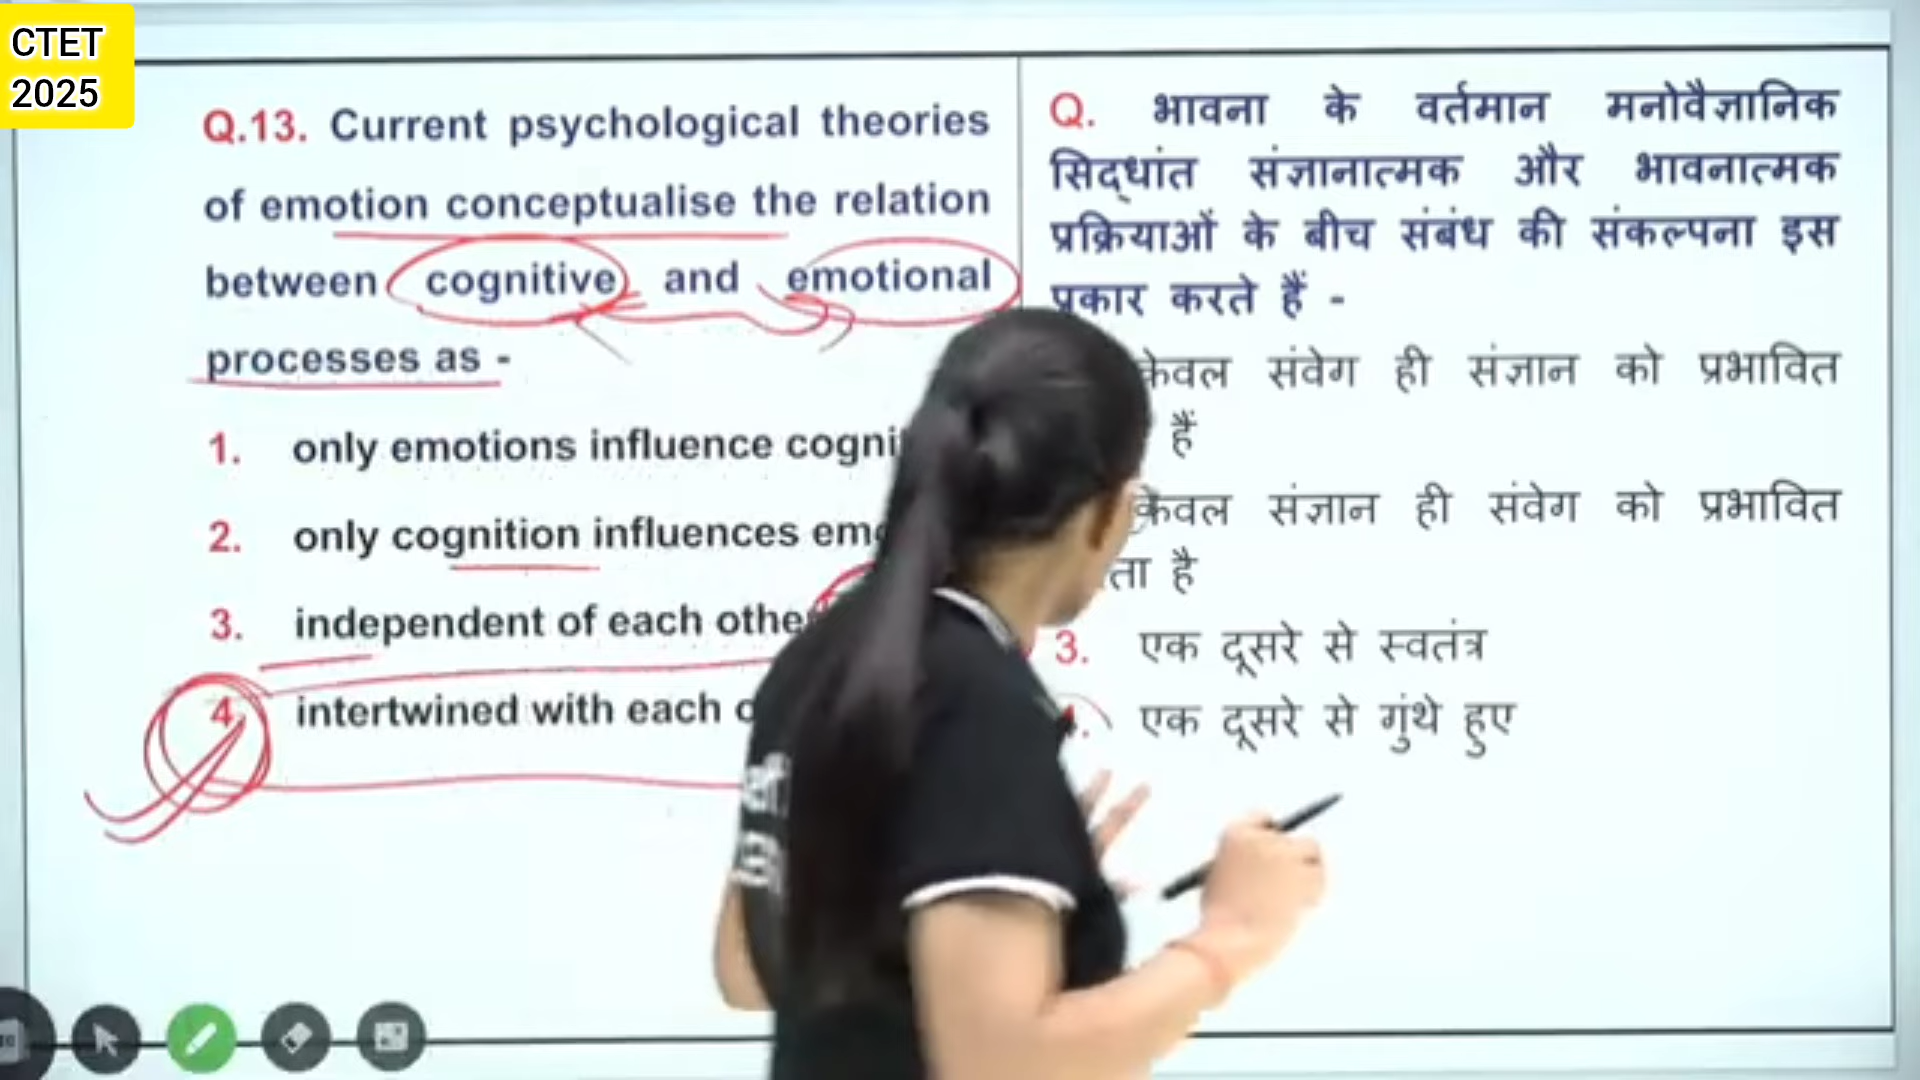 CTET
2025
Q.13. Current psychological theories
of emotion conceptualise the relation
between cognitive and emotional
processes as -
1. only emotions influence
2. only cognition influences
3. independent of each other
4. intertwined with each
Q. भावना के वर्तमान मनोवैज्ञानिक
सिद्धांत संज्ञानात्मक और भावनात्मक
प्रक्रियाओं के बीच संबंध की संकल्पना इस
प्रकार करते हैं -
केवल संवेग ही संज्ञान को प्रभावित
हैं
केवल संज्ञान ही संवेग को प्रभावित
है
3. एक दूसरे से स्वतंत्र
4. एक दूसरे से गुंथे हुए